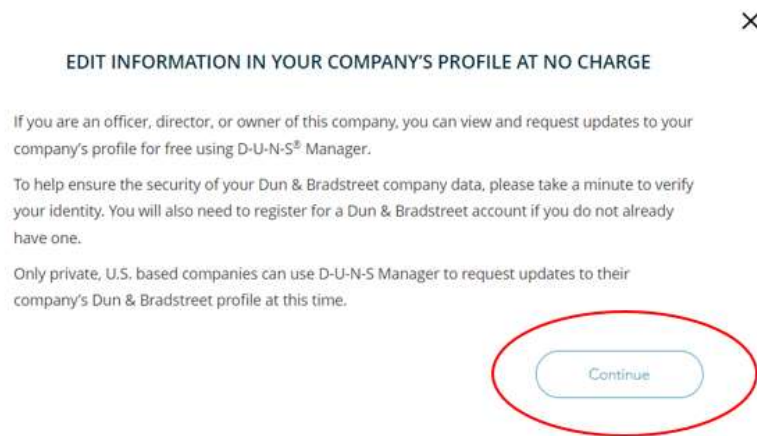 EDIT INFORMATION IN YOUR COMPANY'S PROFILE AT NO CHARGE
If you are an officer, director, or owner of this company, you can view and request updates to your
company's profile for free using D-U-N-S® Manager.
To help ensure the security of your Dun & Bradstreet company data, please take a minute to verify
your identity. You will also need to register for a Dun & Bradstreet account if you do not already
have one.
Only private, U.S. based companies can use D-U-N-S Manager to request updates to their
company's Dun & Bradstreet profile at this time.
Continue